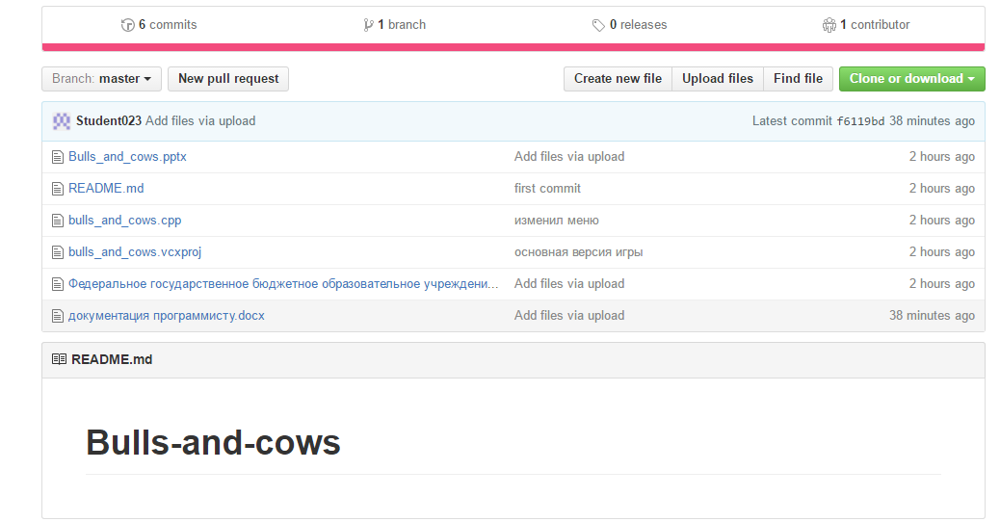 6 commits 1 branch 0 releases 1 contributor
Branch: master New pull request Create new file Upload files Find file Clone or download
Student023 Add files via upload Latest commit f6119bd 38 minutes ago
Bulls_and_cows.pptx Add files via upload 2 hours ago
README.md first commit 2 hours ago
bulls_and_cows.cpp изменил меню 2 hours ago
bulls_and_cows.vcxproj основная версия игры 2 hours ago
Федеральное государственное бюджетное образовательное учреждени... Add files via upload 2 hours ago
документация программисту.docx Add files via upload 38 minutes ago
README.md
Bulls-and-cows